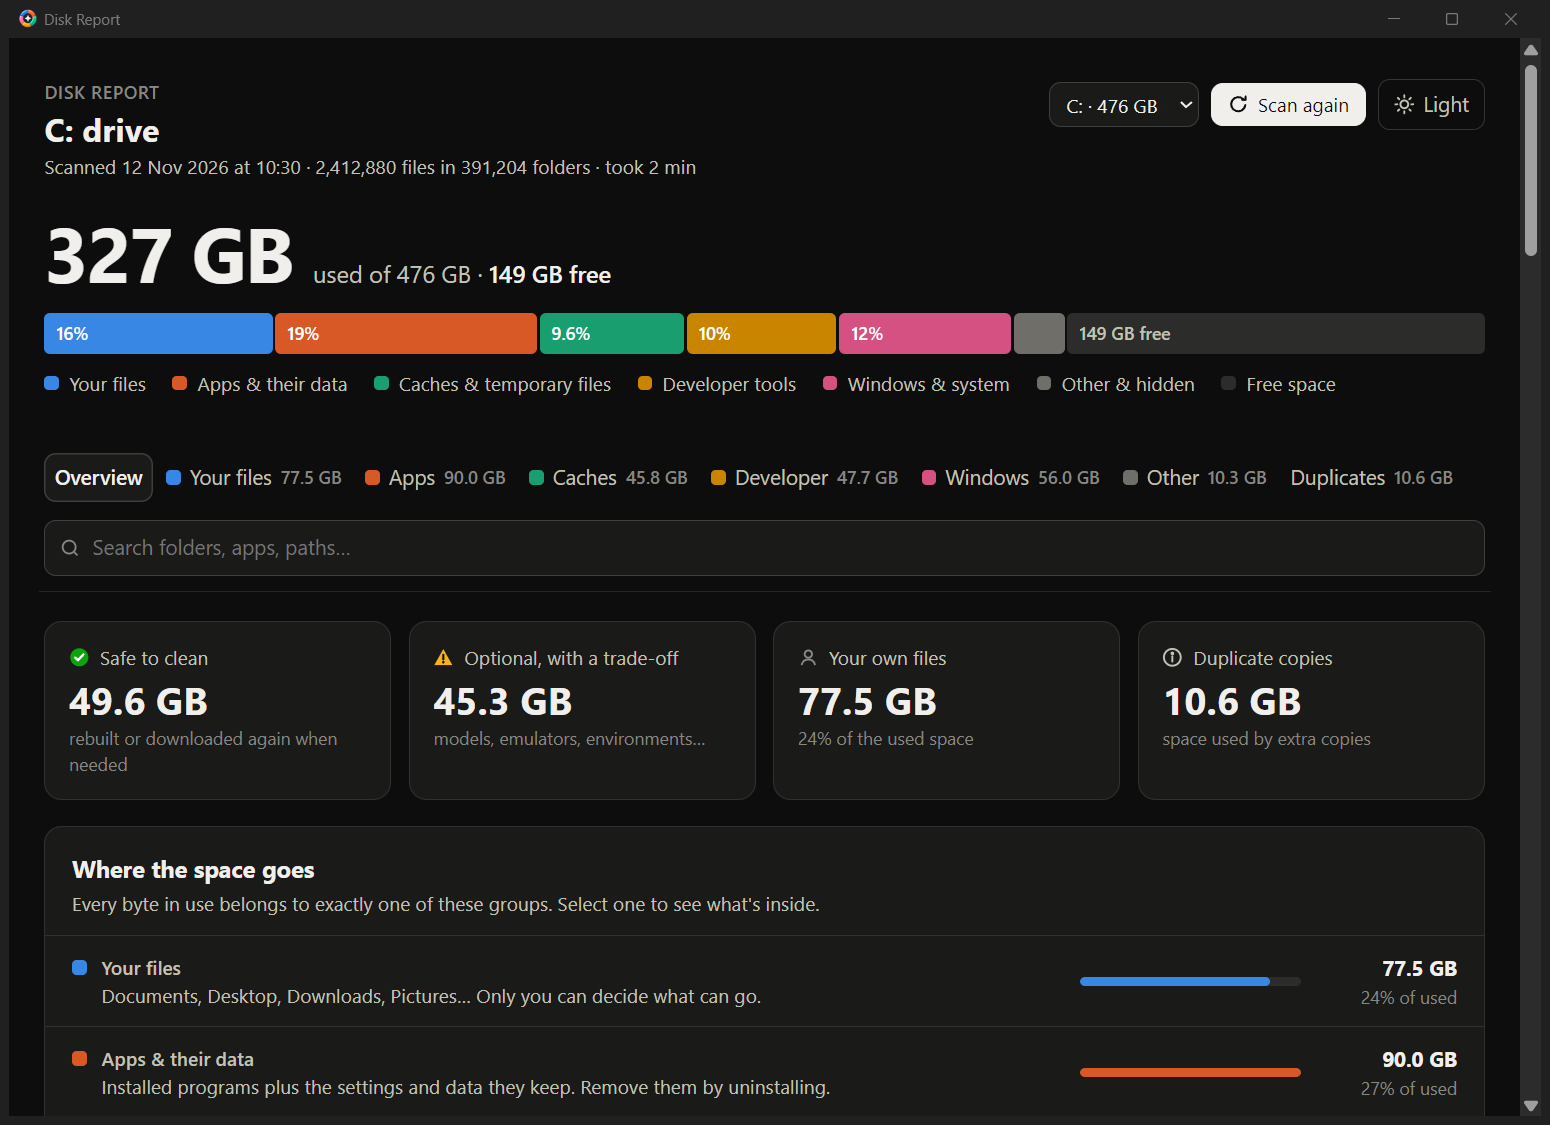 Disk Report
DISK REPORT
C: drive
Scanned 12 Nov 2026 at 10:30 · 2,412,880 files in 391,204 folders · took 2 min
C: · 476 GB
Scan again
Light
327 GB used of 476 GB · 149 GB free
16% 19% 9.6% 10% 12% 149 GB free
Your files Apps & their data Caches & temporary files Developer tools Windows & system Other & hidden Free space
Overview Your files 77.5 GB Apps 90.0 GB Caches 45.8 GB Developer 47.7 GB Windows 56.0 GB Other 10.3 GB Duplicates 10.6 GB
Search folders, apps, paths...
Safe to clean
49.6 GB
rebuilt or downloaded again when
needed
Optional, with a trade-off
45.3 GB
models, emulators, environments...
Your own files
77.5 GB
24% of the used space
Duplicate copies
10.6 GB
space used by extra copies
Where the space goes
Every byte in use belongs to exactly one of these groups. Select one to see what's inside.
Your files
Documents, Desktop, Downloads, Pictures... Only you can decide what can go.
77.5 GB
24% of used
Apps & their data
Installed programs plus the settings and data they keep. Remove them by uninstalling.
90.0 GB
27% of used